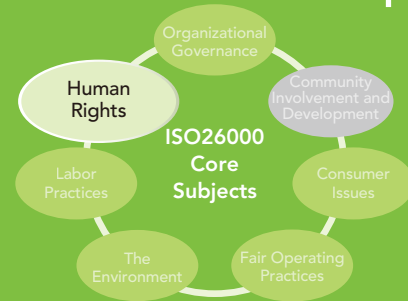 Organizational
Governance
Human
Rights
Community
Involvement and
Development
ISO26000
Core
Subjects
Labor
Practices
Consumer
Issues
The
Environment
Fair Operating
Practices